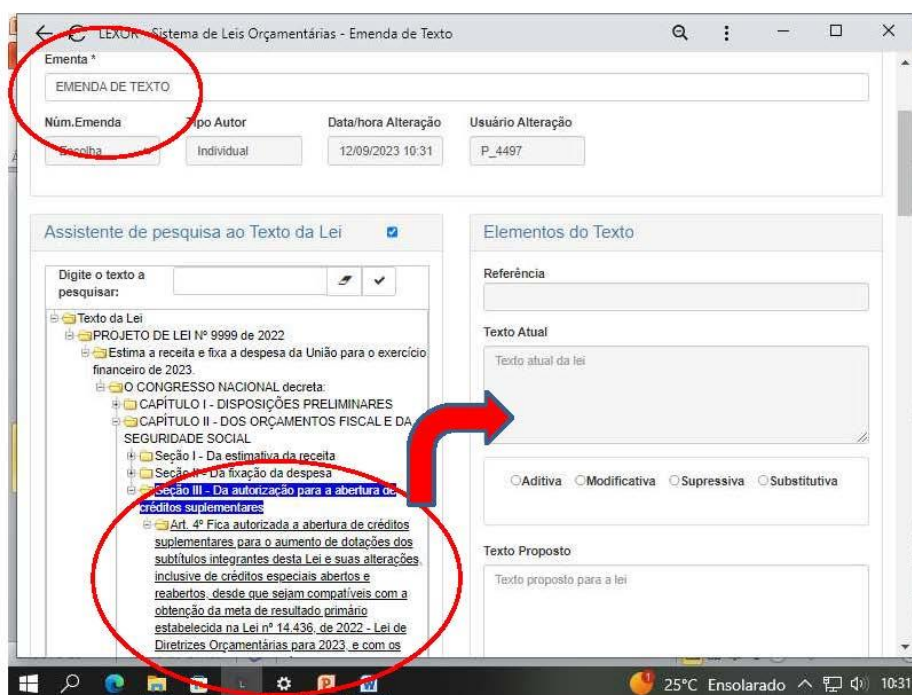 LEXOR - Sistema de Leis Orçamentárias - Emenda de Texto
Ementa *
EMENDA DE TEXTO
Núm.Emenda Tipo Autor Data/hora Alteração Usuário Alteração
Escolha Individual 12/09/2023 10:31 P_4497
Assistente de pesquisa ao Texto da Lei
Digite o texto a
pesquisar:
Texto da Lei
PROJETO DE LEI Nº 9999 de 2022
Estima a receita e fixa a despesa da União para o exercício
financeiro de 2023.
O CONGRESSO NACIONAL decreta:
CAPÍTULO I - DISPOSIÇÕES PRELIMINARES
CAPÍTULO II - DOS ORÇAMENTOS FISCAL E DA
SEGURIDADE SOCIAL
Seção I - Da estimativa da receita
Seção II - Da fixação da despesa
Seção III - Da autorização para a abertura de
créditos suplementares
Art. 4º Fica autorizada a abertura de créditos
suplementares para o aumento de dotações dos
subtítulos integrantes desta Lei e suas alterações,
inclusive de créditos especiais abertos e
reabertos, desde que sejam compatíveis com a
obtenção da meta de resultado primário
estabelecida na Lei nº 14.436, de 2022 - Lei de
Diretrizes Orçamentárias para 2023, e com os
Elementos do Texto
Referência
Texto Atual
Texto atual da lei
Aditiva Modificativa Supressiva Substitutiva
Texto Proposto
Texto proposto para a lei
25°C Ensolarado 10:31